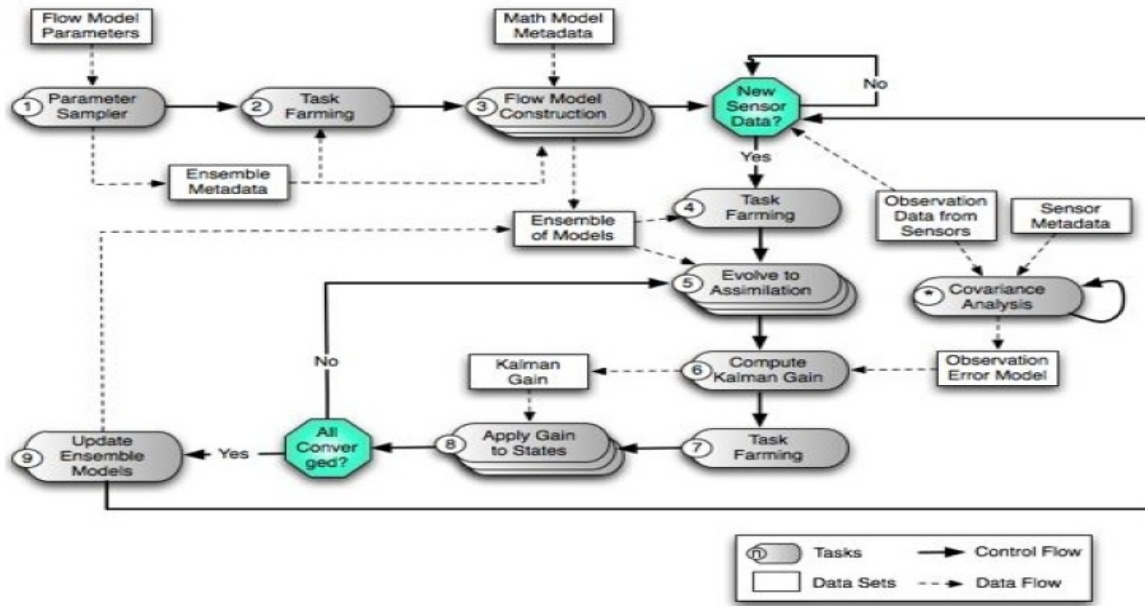 Flow Model
Parameters
Math Model
Metadata
1
Parameter
Sampler
2
Task
Farming
3
Flow Model
Construction
New
Sensor
Data?
No
Yes
Ensemble
Metadata
Ensemble
of Models
4
Task
Farming
Observation
Data from
Sensors
Sensor
Metadata
5
Evolve to
Assimilation
*
Covariance
Analysis
No
Kalman
Gain
6
Compute
Kalman Gain
Observation
Error Model
9
Update
Ensemble
Models
Yes
All
Conver
ged?
8
Apply Gain
to States
7
Task
Farming
n Tasks
Control Flow
Data Sets
Data Flow